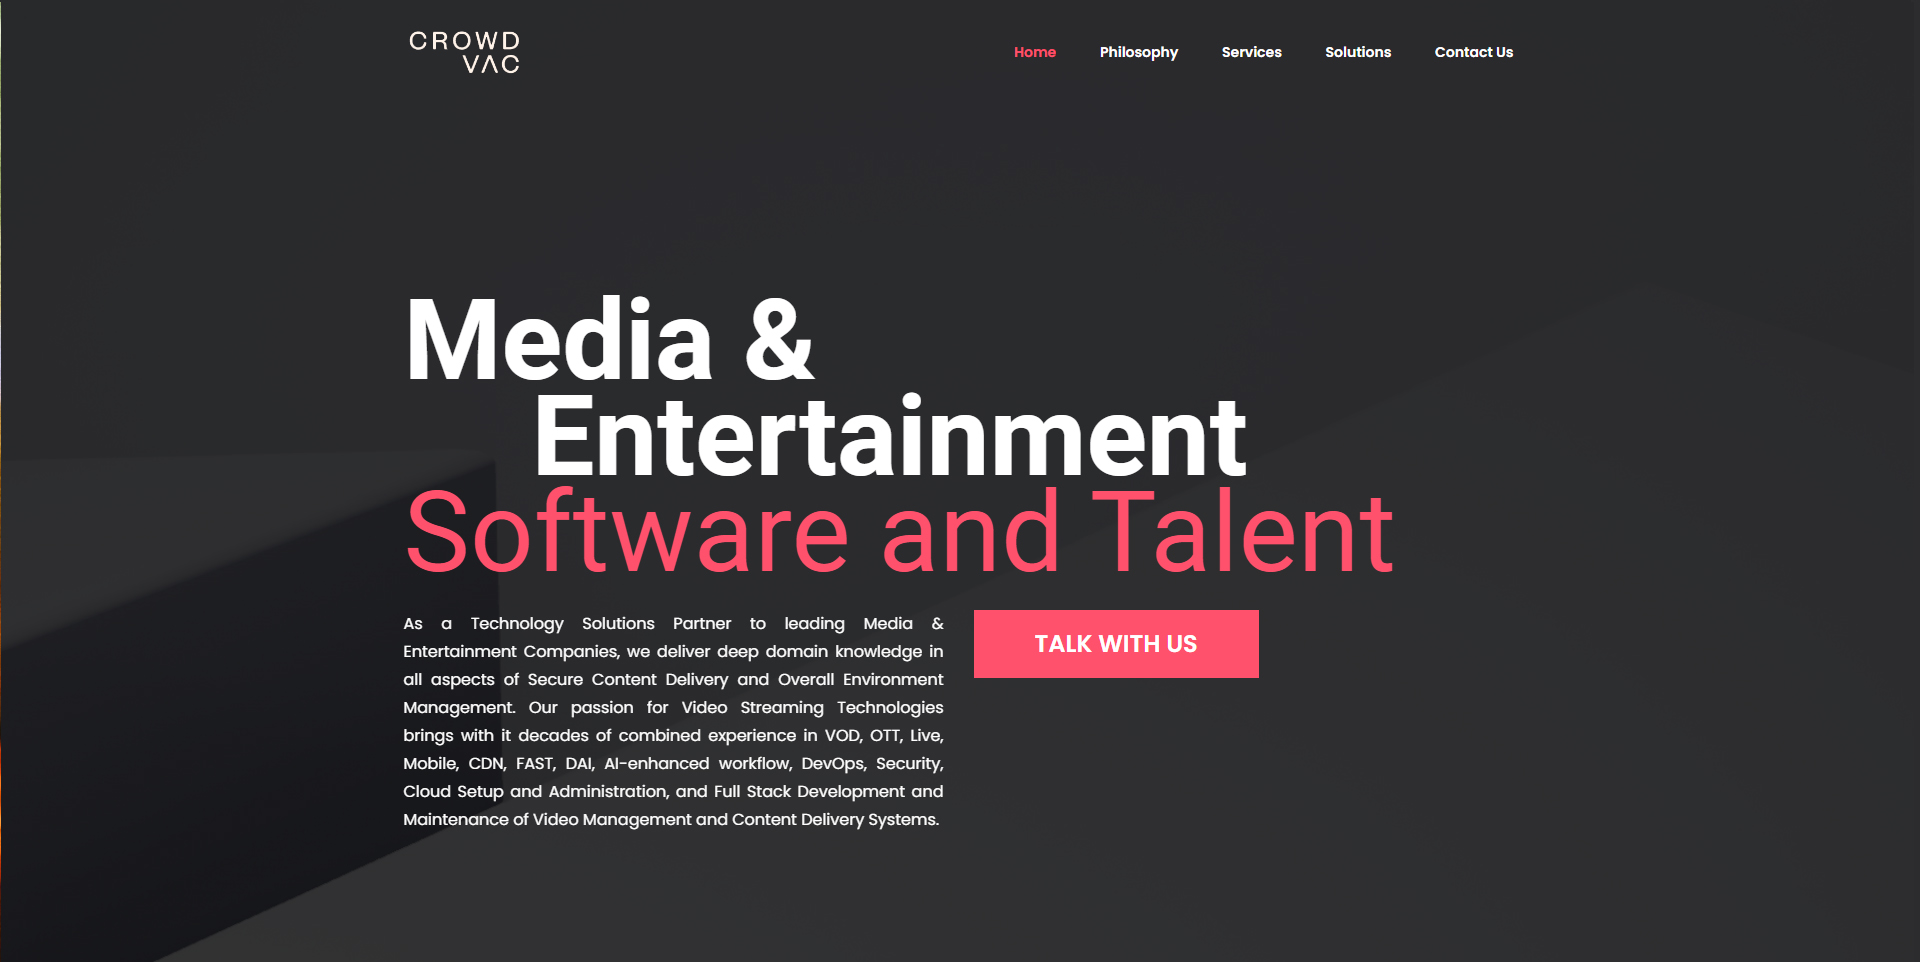 CROWD
VAC
Home Philosophy Services Solutions Contact Us
Media &
Entertainment
Software and Talent
As a Technology Solutions Partner to leading Media &
Entertainment Companies, we deliver deep domain knowledge in
all aspects of Secure Content Delivery and Overall Environment
Management. Our passion for Video Streaming Technologies
brings with it decades of combined experience in VOD, OTT, Live,
Mobile, CDN, FAST, DAI, AI-enhanced workflow, DevOps, Security,
Cloud Setup and Administration, and Full Stack Development and
Maintenance of Video Management and Content Delivery Systems.
TALK WITH US